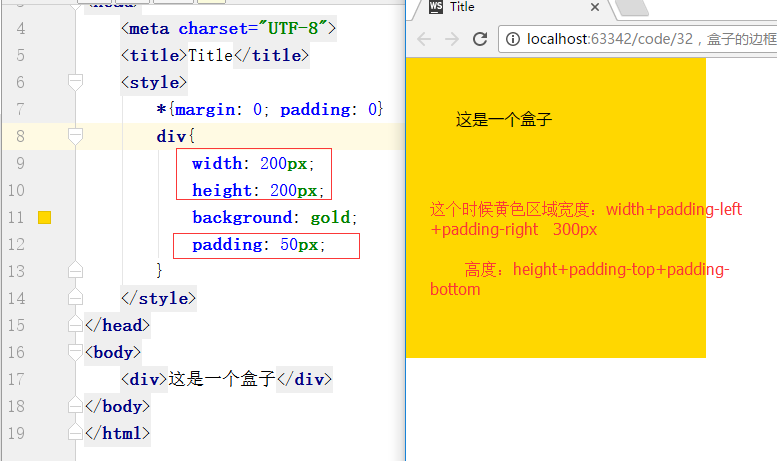 3 <head>
4 <meta charset="UTF-8">
5 <title>Title</title>
6 <style>
7 *{margin: 0; padding: 0}
8 div{
9 width: 200px;
10 height: 200px;
11 background: gold;
12 padding: 50px;
13 }
14 </style>
15 </head>
16 <body>
17 <div>这是一个盒子</div>
18 </body>
19 </html>
WS Title
localhost:63342/code/32，盒子的边框
这是一个盒子
这个时候黄色区域宽度：width+padding-left
+padding-right 300px
高度：height+padding-top+padding-
bottom